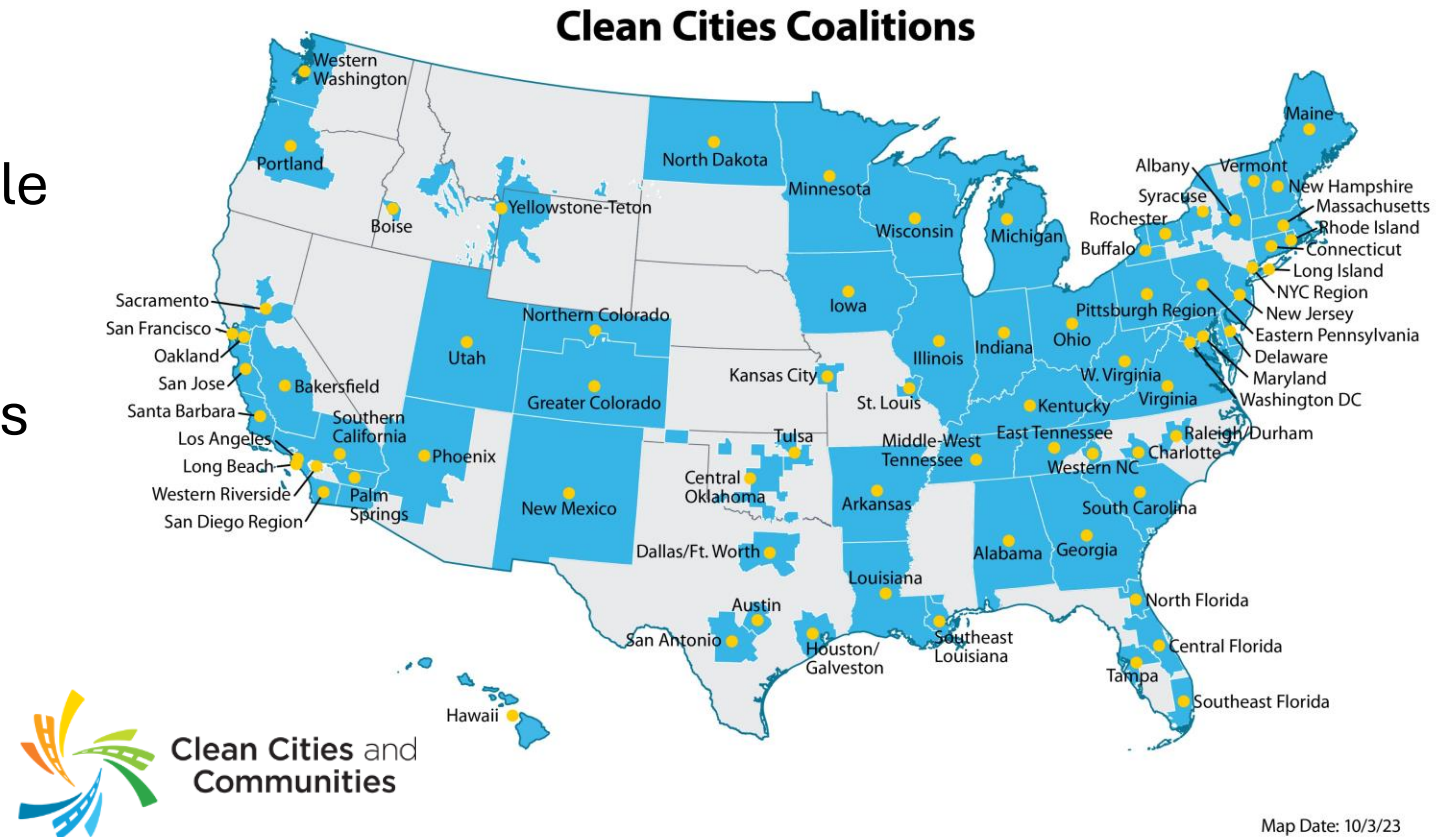 Clean Cities Coalitions
le
s
Western
Washington
Portland
Boise
Yellowstone-Teton
North Dakota
Minnesota
Wisconsin
Michigan
Iowa
Illinois
Indiana
Ohio
Maine
Albany
Vermont
Syracuse
New Hampshire
Massachusetts
Rochester
Rhode Island
Buffalo
Connecticut
Long Island
NYC Region
Pittsburgh Region
New Jersey
Eastern Pennsylvania
Delaware
Maryland
Washington DC
W. Virginia
Virginia
Kentucky
Sacramento
San Francisco
Oakland
San Jose
Bakersfield
Santa Barbara
Southern
California
Los Angeles
Long Beach
Western Riverside
San Diego Region
Palm
Springs
Utah
Northern Colorado
Greater Colorado
Phoenix
New Mexico
Kansas City
St. Louis
Tulsa
Central
Oklahoma
Middle-West
Tennessee
East Tennessee
Western NC
Raleigh/Durham
Charlotte
South Carolina
Arkansas
Dallas/Ft. Worth
Louisiana
Alabama
Georgia
Austin
San Antonio
Houston/
Galveston
Southeast
Louisiana
North Florida
Central Florida
Tampa
Southeast Florida
Hawaii
Clean Cities and
Communities
Map Date: 10/3/23